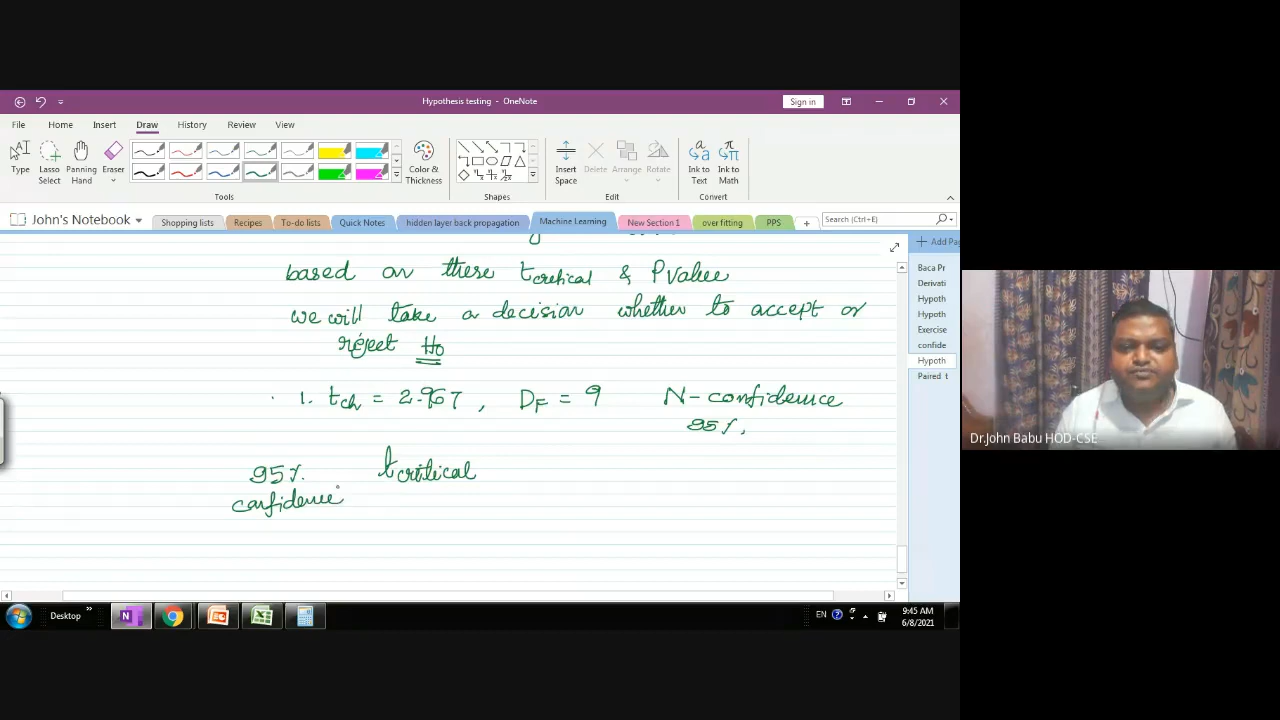 Hypothesis testing - OneNote
Sign in
File Home Insert Draw History Review View
Type Lasso Select Panning Hand Eraser Color & Thickness Insert Space Delete Arrange Rotate Ink to Text Ink to Math
Tools Shapes Edit Convert
John's Notebook Shopping lists Recipes To-do lists Quick Notes hidden layer back propagation Machine Learning New Section 1 over fitting PPS Search (Ctrl+E)
Add Pag
Baca Pr
Derivati
Hypoth
Hypoth
Exercise
confide
Hypoth
Paired t
based on these tcritical & P value
we will take a decision whether to accept or
reject H0
1. tch = 2.967, DF = 9 N-confidence
95%,
95% tcritical
confidence
Dr.John Babu HOD-CSE
Desktop EN 9:45 AM
6/8/2021